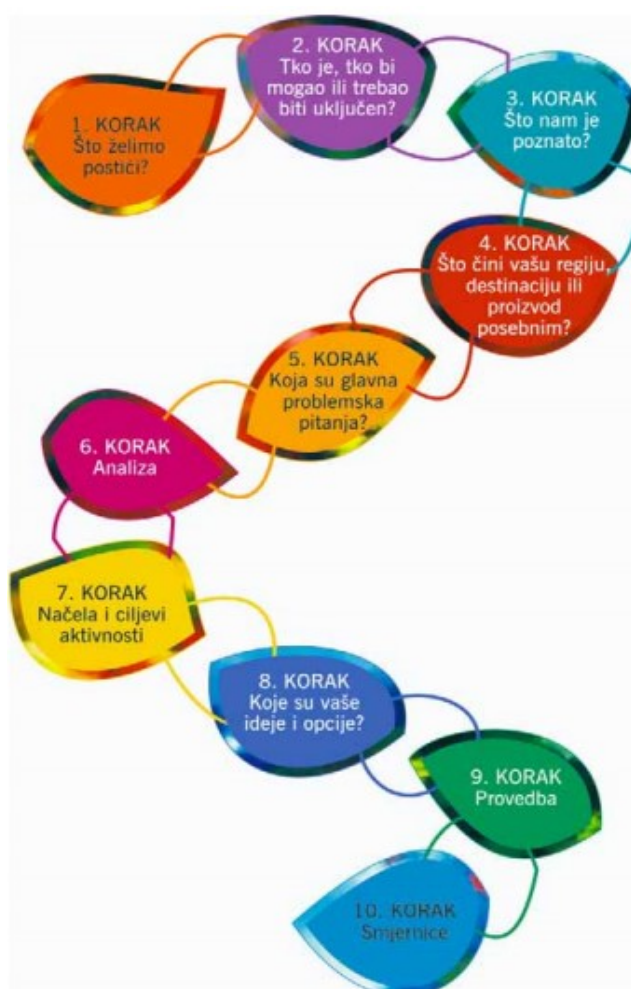 1. KORAK
Što želimo
postići?
2. KORAK
Tko je, tko bi
mogao ili trebao
biti uključen?
3. KORAK
Što nam je
poznato?
4. KORAK
Što čini vašu regiju,
destinaciju ili
proizvod
posebnim?
5. KORAK
Koja su glavna
problemska
pitanja?
6. KORAK
Analiza
7. KORAK
Načela i ciljevi
aktivnosti
8. KORAK
Koje su vaše
ideje i opcije?
9. KORAK
Provedba
10. KORAK
Smjernice